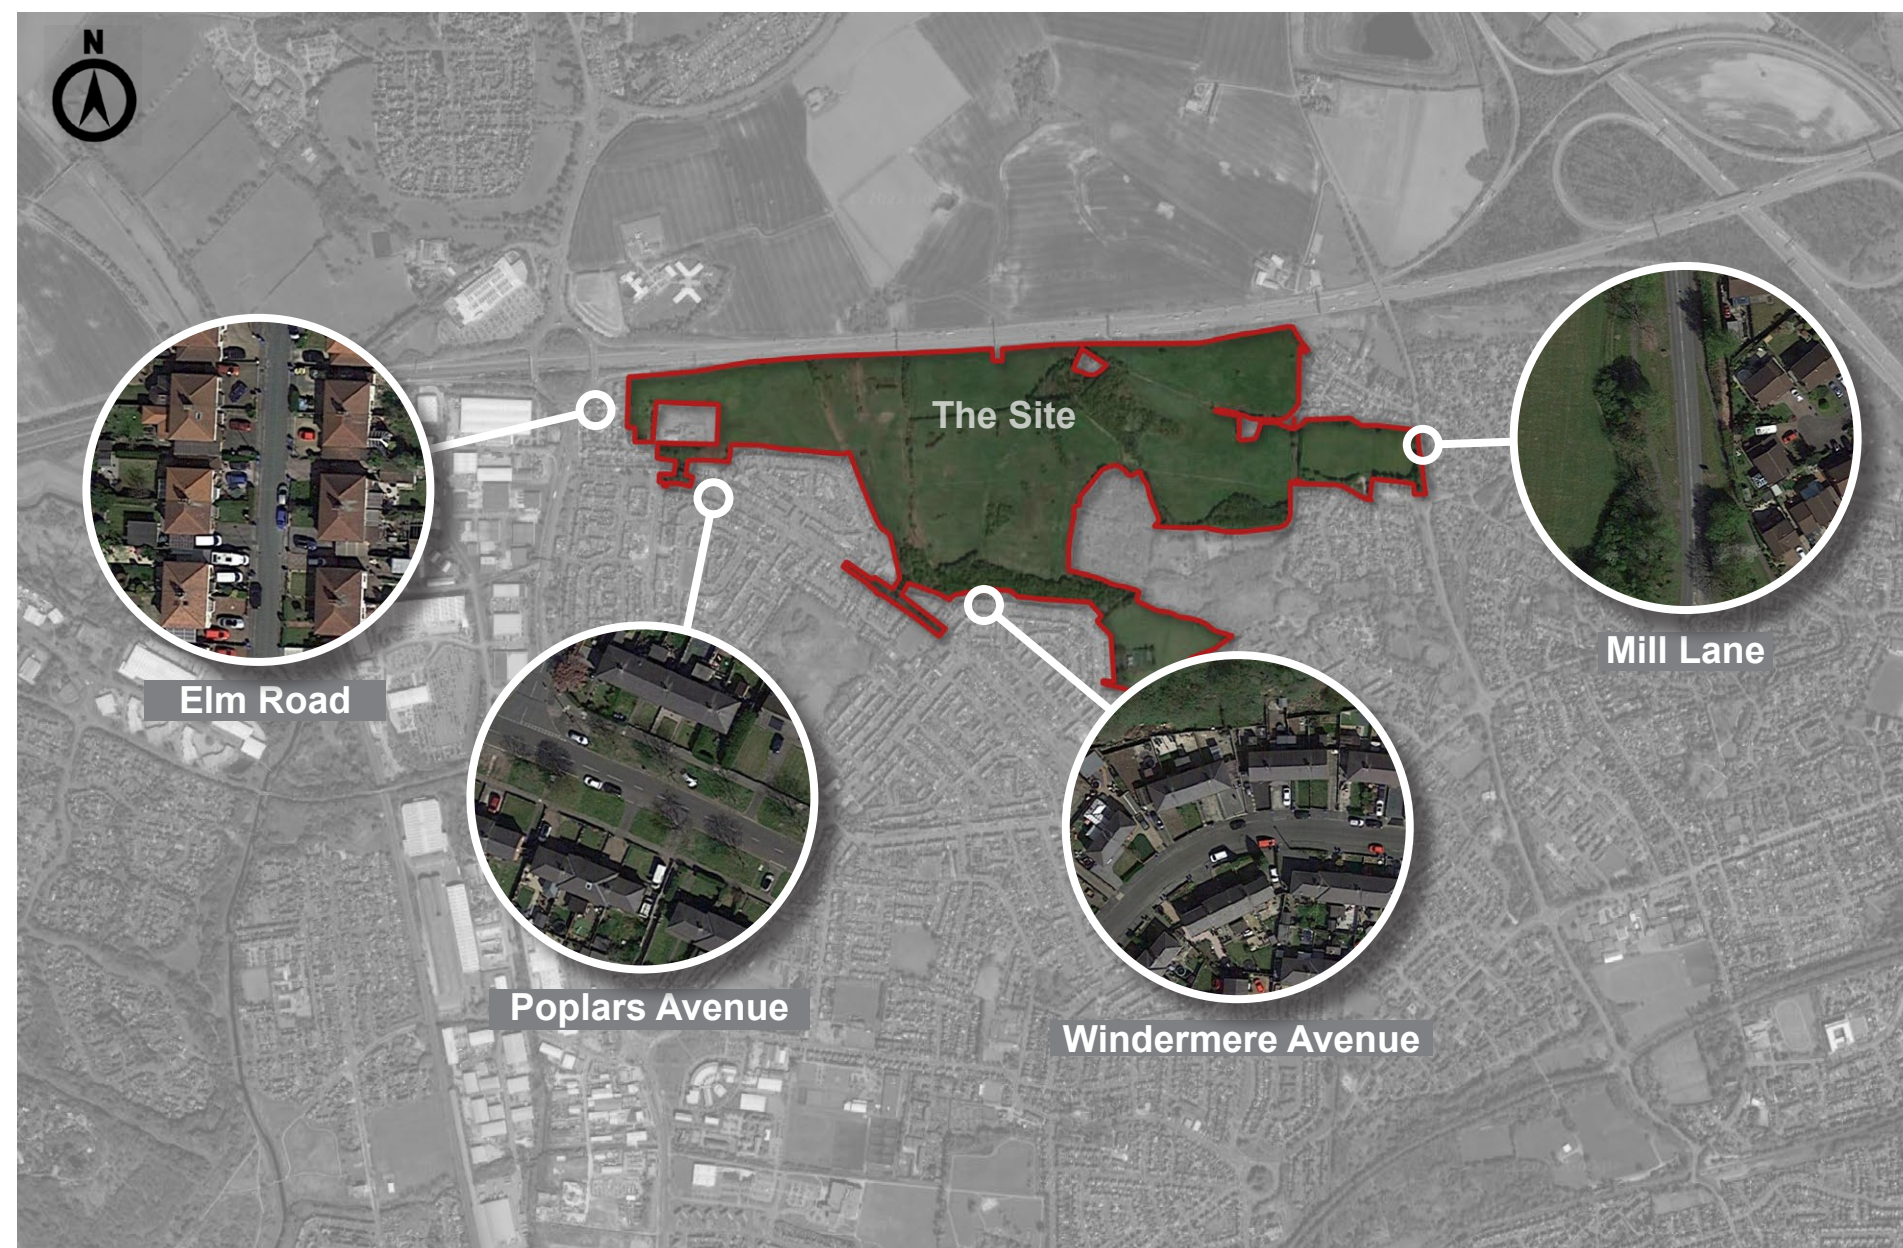 N
The Site
Mill Lane
Elm Road
Poplars Avenue
Windermere Avenue